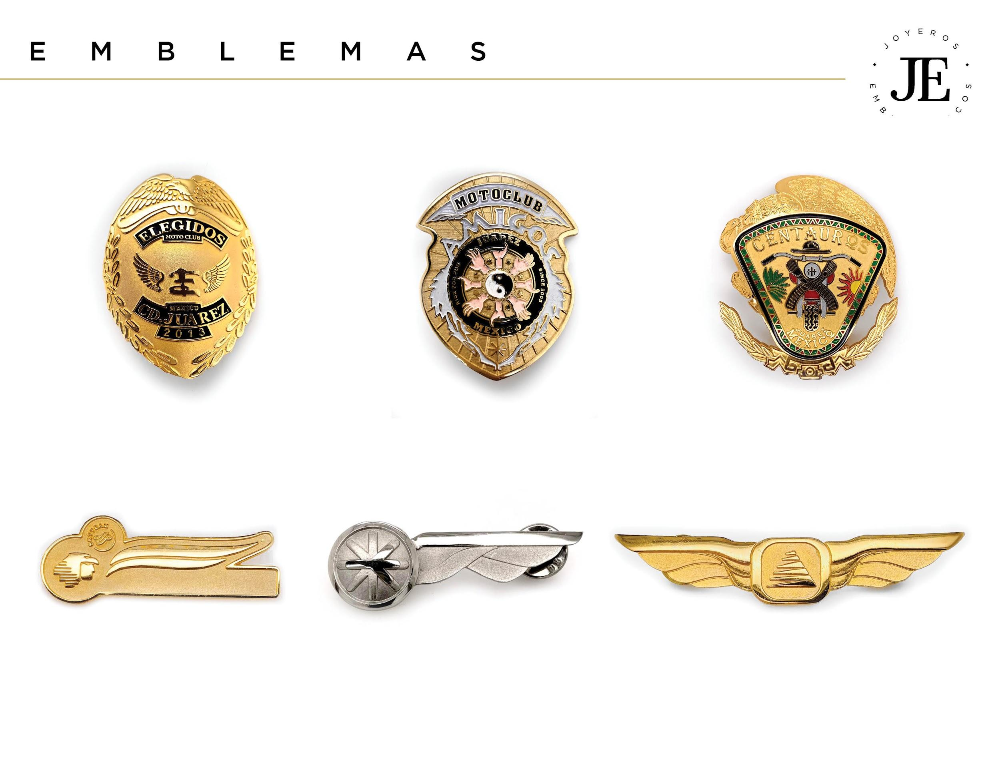 EMBLEMAS
JOYEROS
JE
EMB. .COS
ELEGIDOS
MOTO CLUB
MEXICO
CD. JUAREZ
2013
MOTOCLUB
AMIGOS
JUAREZ
RIDE FOR FUN
SINCE 2005
MEXICO
CENTAUROS
JUAREZ
MEXICO
SKYTEAM